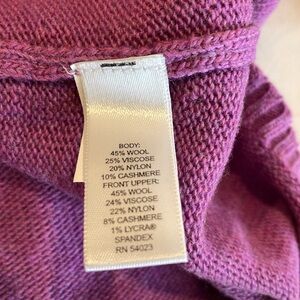 BODY:
45% WOOL
25% VISCOSE
20% NYLON
10% CASHMERE
FRONT UPPER:
45% WOOL
24% VISCOSE
22% NYLON
8% CASHMERE
1% LYCRA®
SPANDEX
RN 54023